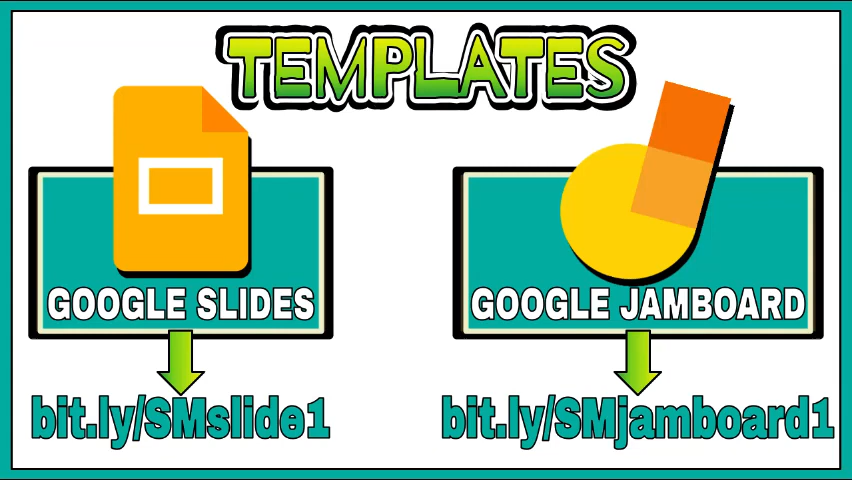 TEMPLATES
GOOGLE SLIDES
GOOGLE JAMBOARD
bit.ly/SMslide1
bit.ly/SMjamboard1